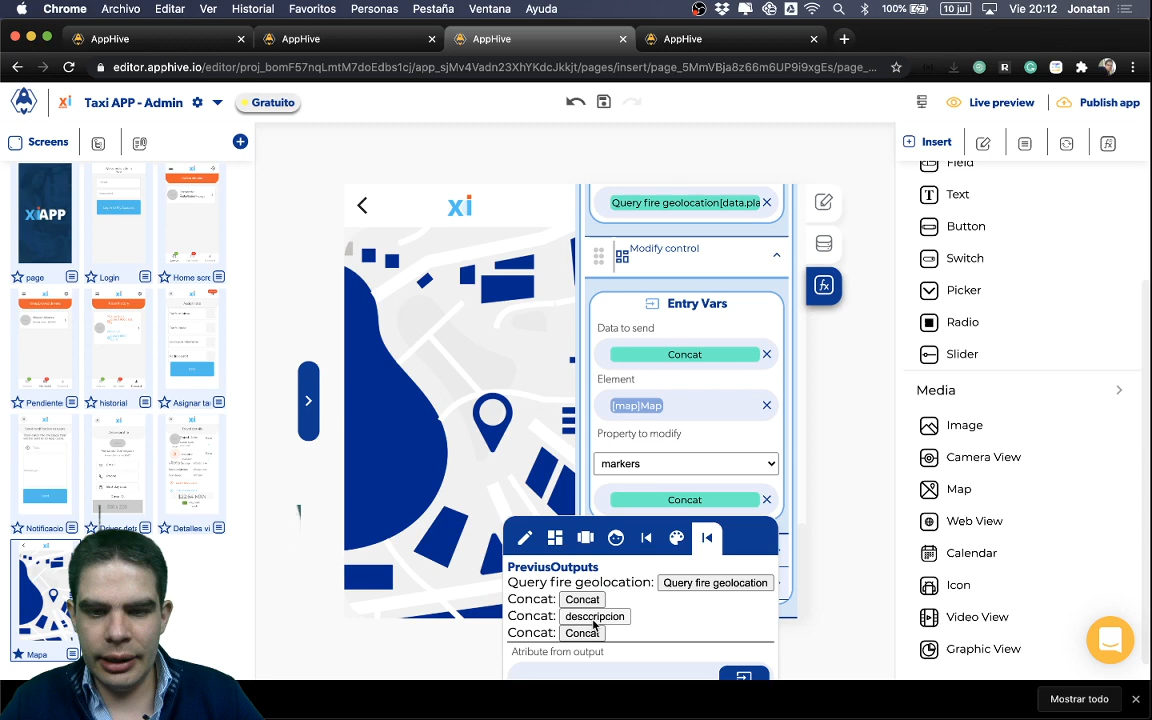 Chrome Archivo Editar Ver Historial Favoritos Personas Pestaña Ventana Ayuda 100% 10 jul Vie 20:12 Jonatan
AppHive AppHive AppHive AppHive
editor.apphive.io/editor/proj_bomF57nqLmtM7doEdbs1cj/app_sjMv4Vadn23XhYKdcJkkjt/pages/insert/page_5MmVBja8z66m6UP9i9xgEs/page_...
xi Taxi APP - Admin Gratuito Live preview Publish app
Screens Insert
xiAPP
page Login Home scre
Pendiente historial Asignar ta
Notificacio Driver deta Detalles vi
Mapa
xi
Query fire geolocation[data.pla
Modify control
Entry Vars
Data to send
Concat
Element
[map]Map
Property to modify
markers
Concat
PreviusOutputs
Query fire geolocation: Query fire geolocation
Concat: Concat
Concat: desccripcion
Concat: Concat
Atribute from output
Field
Text
Button
Switch
Picker
Radio
Slider
Media
Image
Camera View
Map
Web View
Calendar
Icon
Video View
Graphic View
Mostrar todo